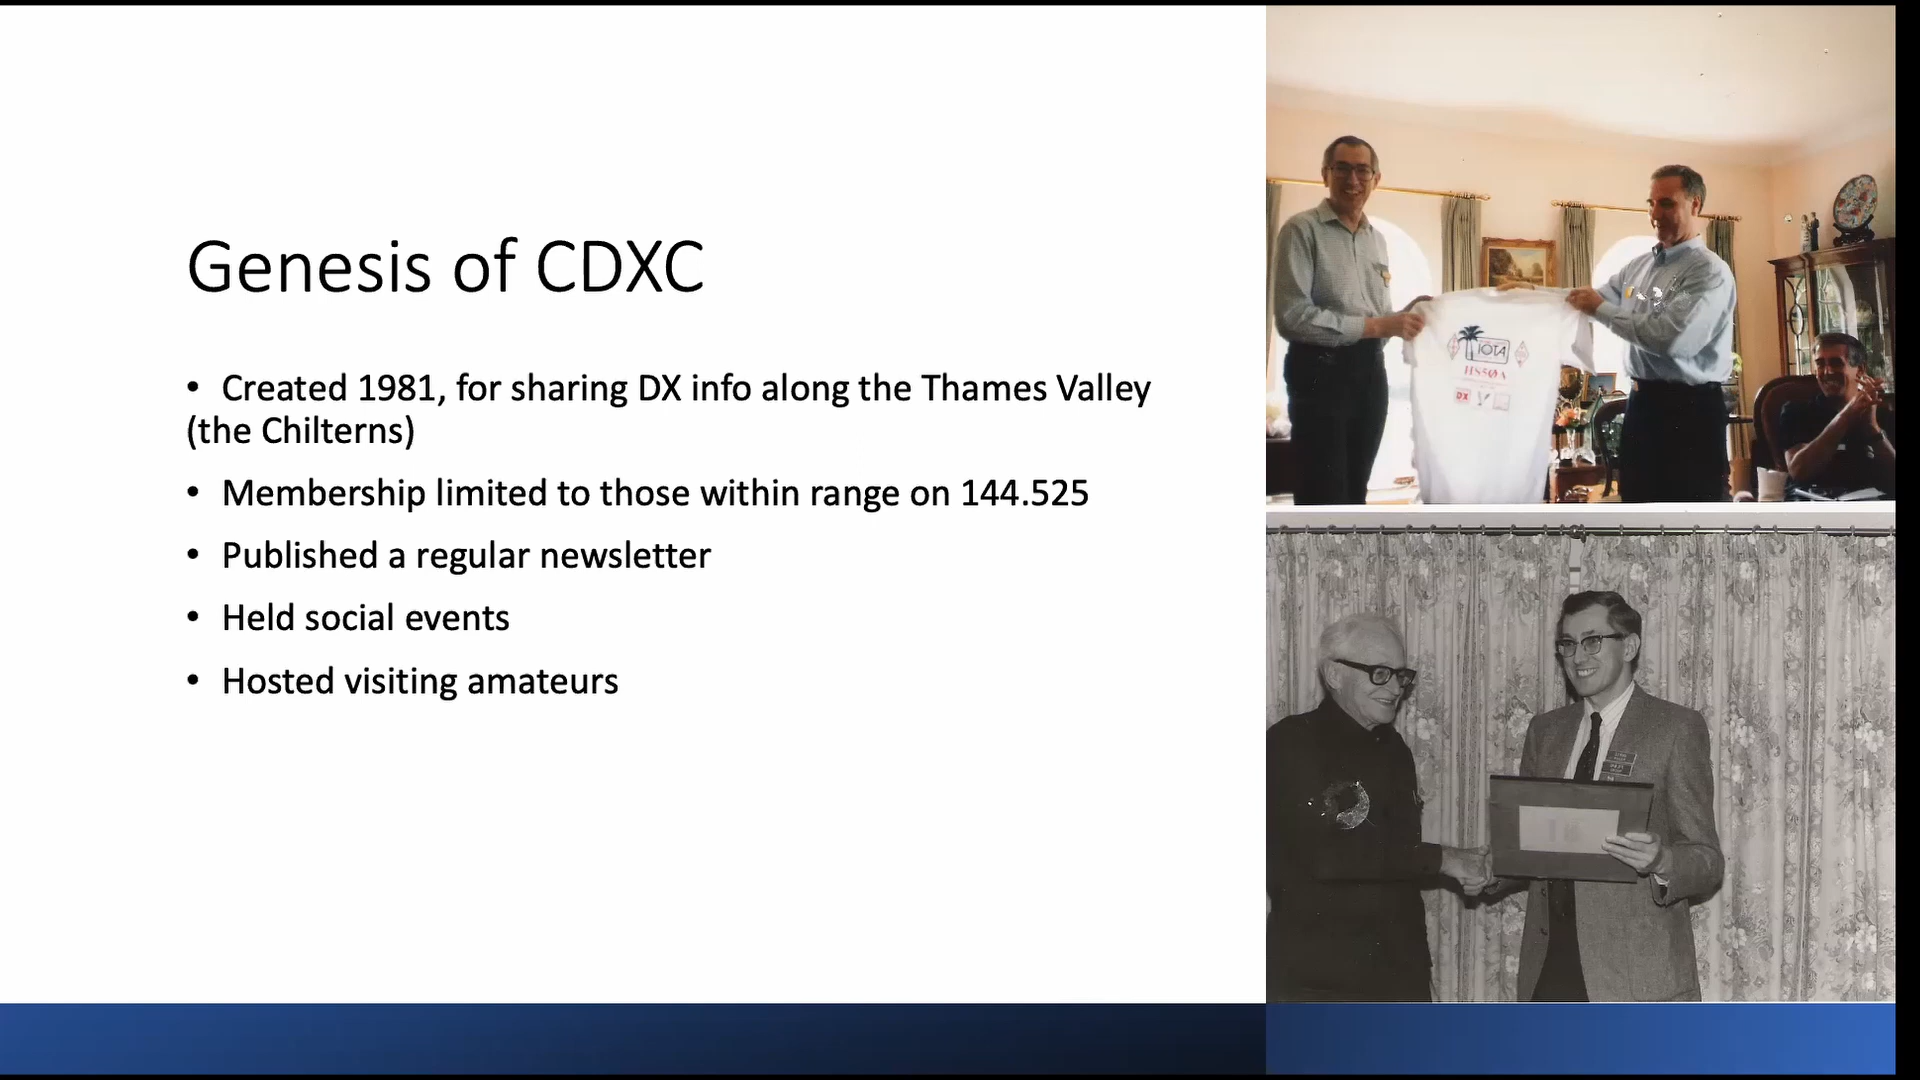 Genesis of CDXC
• Created 1981, for sharing DX info along the Thames Valley
(the Chilterns)
• Membership limited to those within range on 144.525
• Published a regular newsletter
• Held social events
• Hosted visiting amateurs
IOTA
HS50A
DX